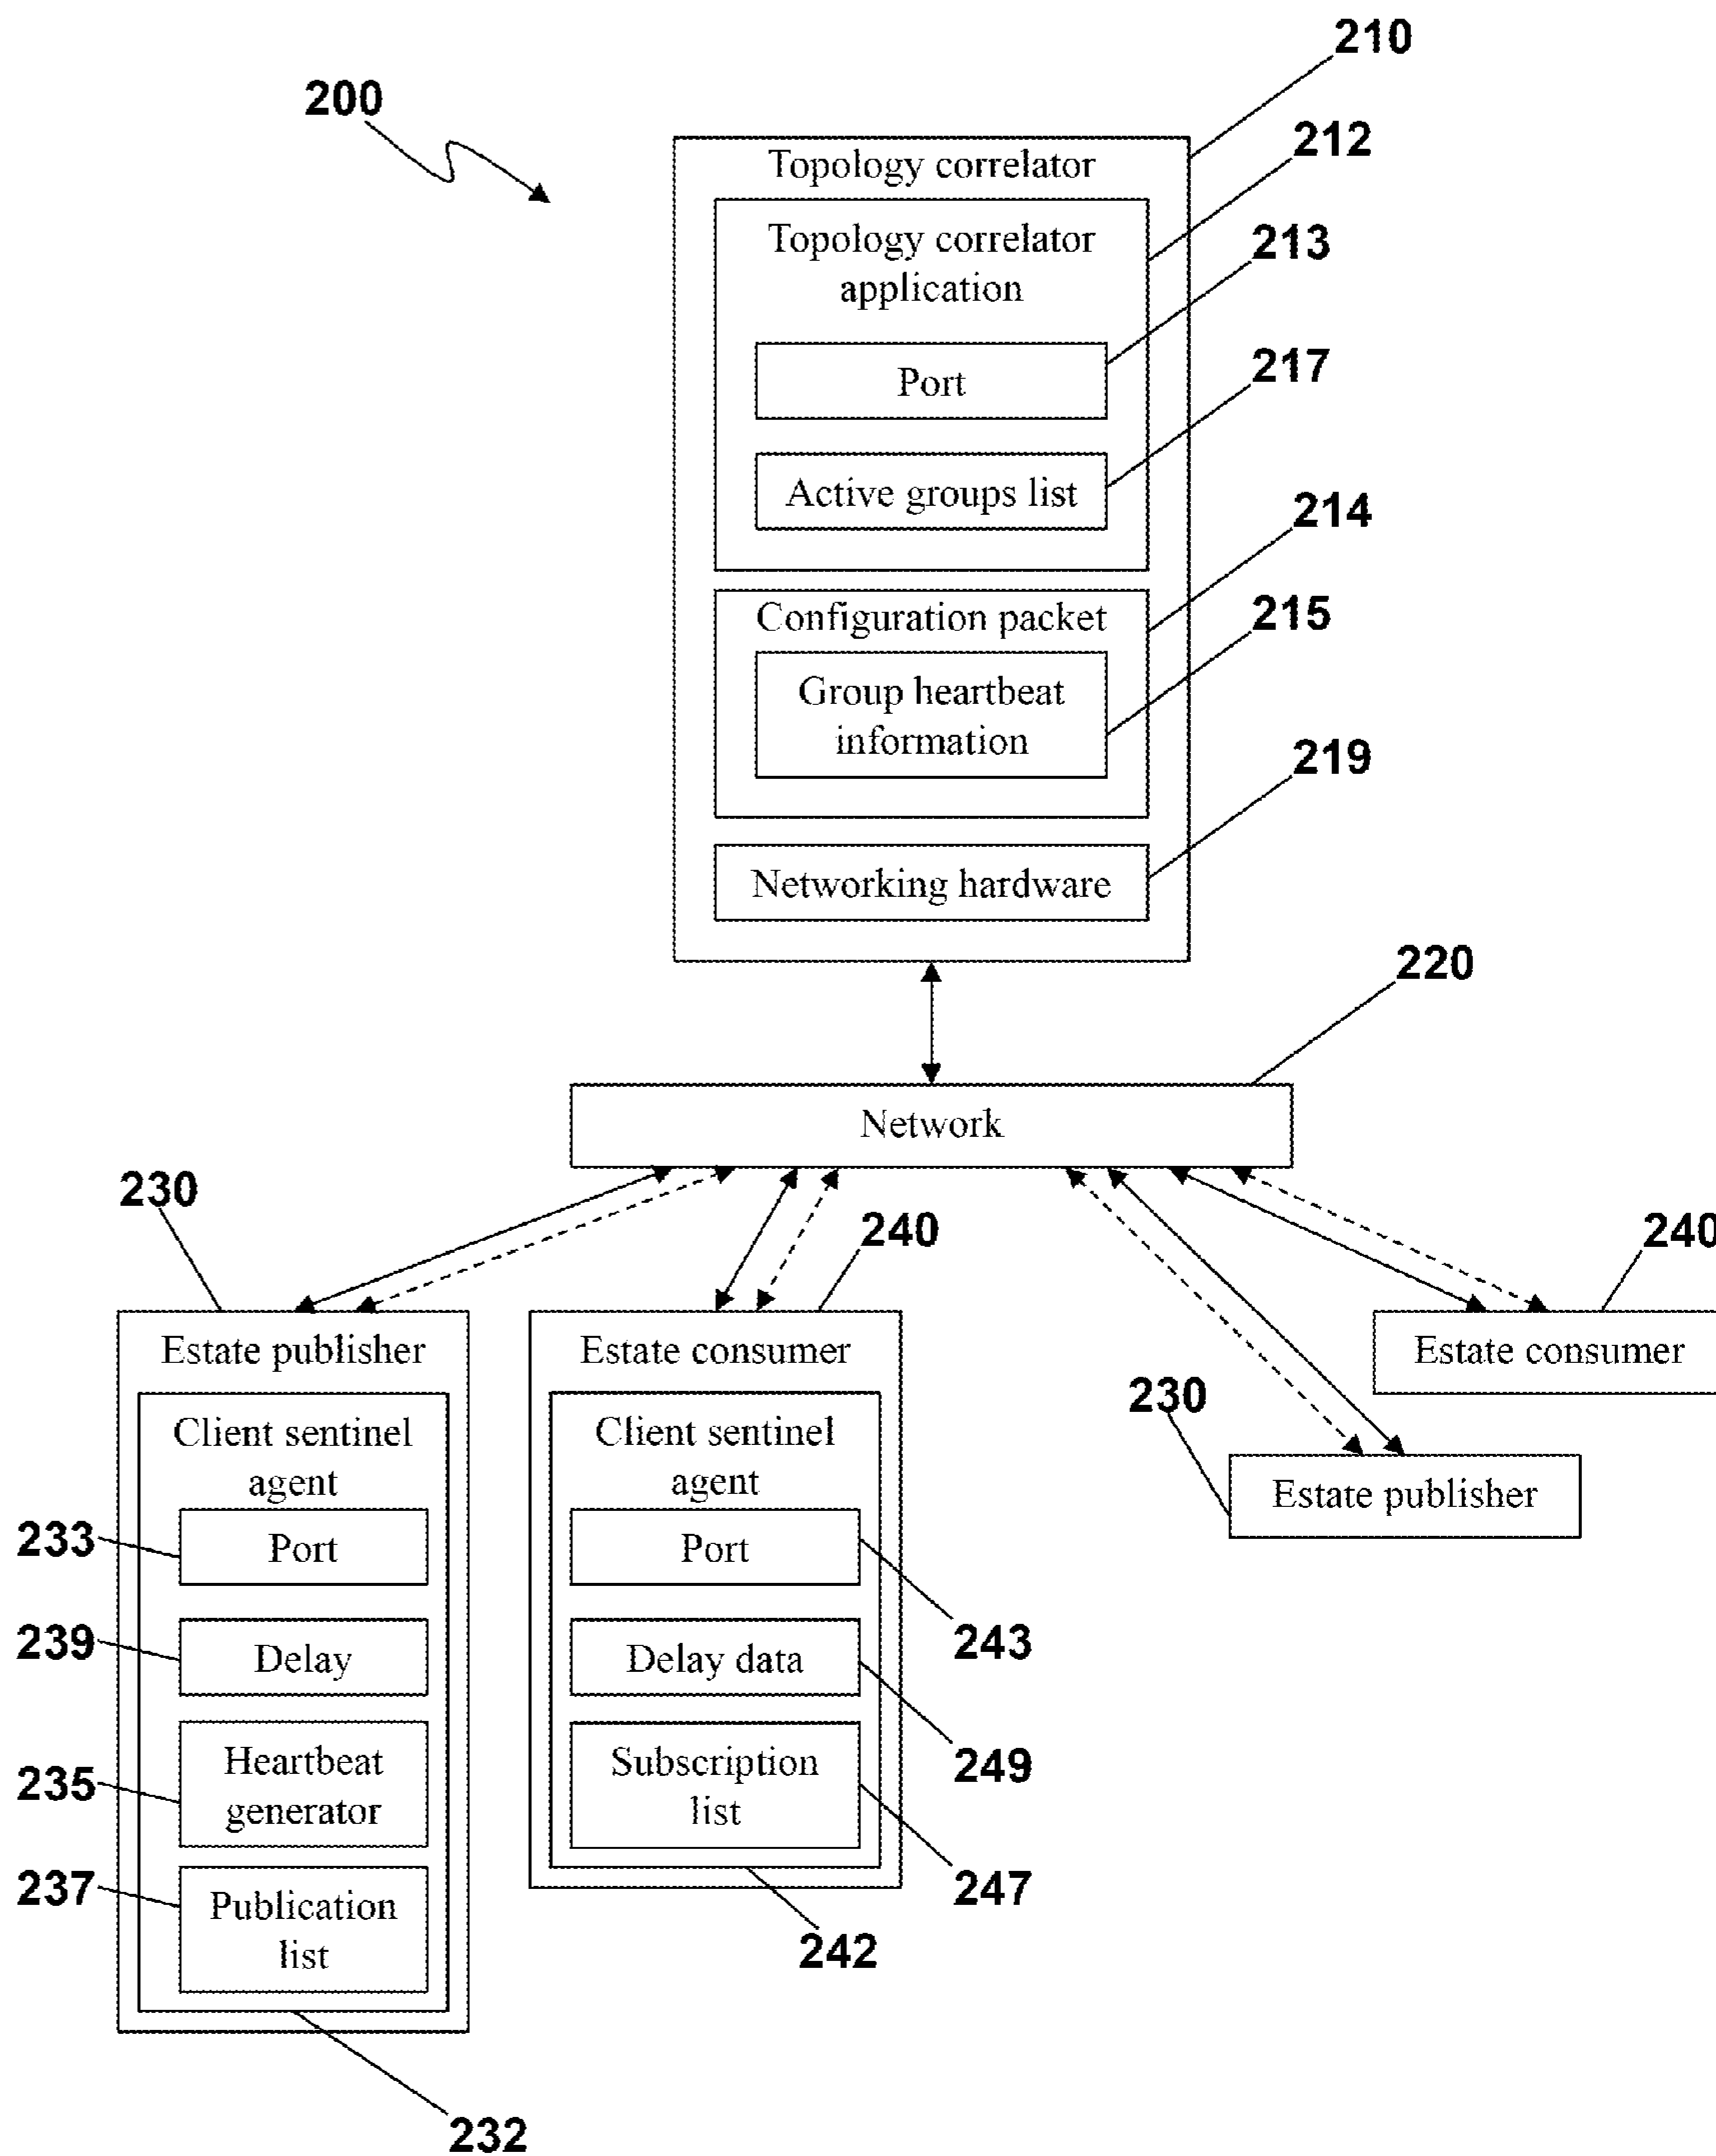 210
200
212
Topology correlator
213
Topology correlator
application
217
Port
Active groups list
214
215
Configuration packet
Group heartbeat
information
219
Networking hardware
220
Network
230
240
240
Estate publisher
Estate consumer
Estate consumer
230
Client sentinel
agent
Client sentinel
agent
Estate publisher
233
Port
Port
239
Delay
Delay data
243
235
Heartbeat
generator
Subscription
list
249
237
Publication
list
247
242
232